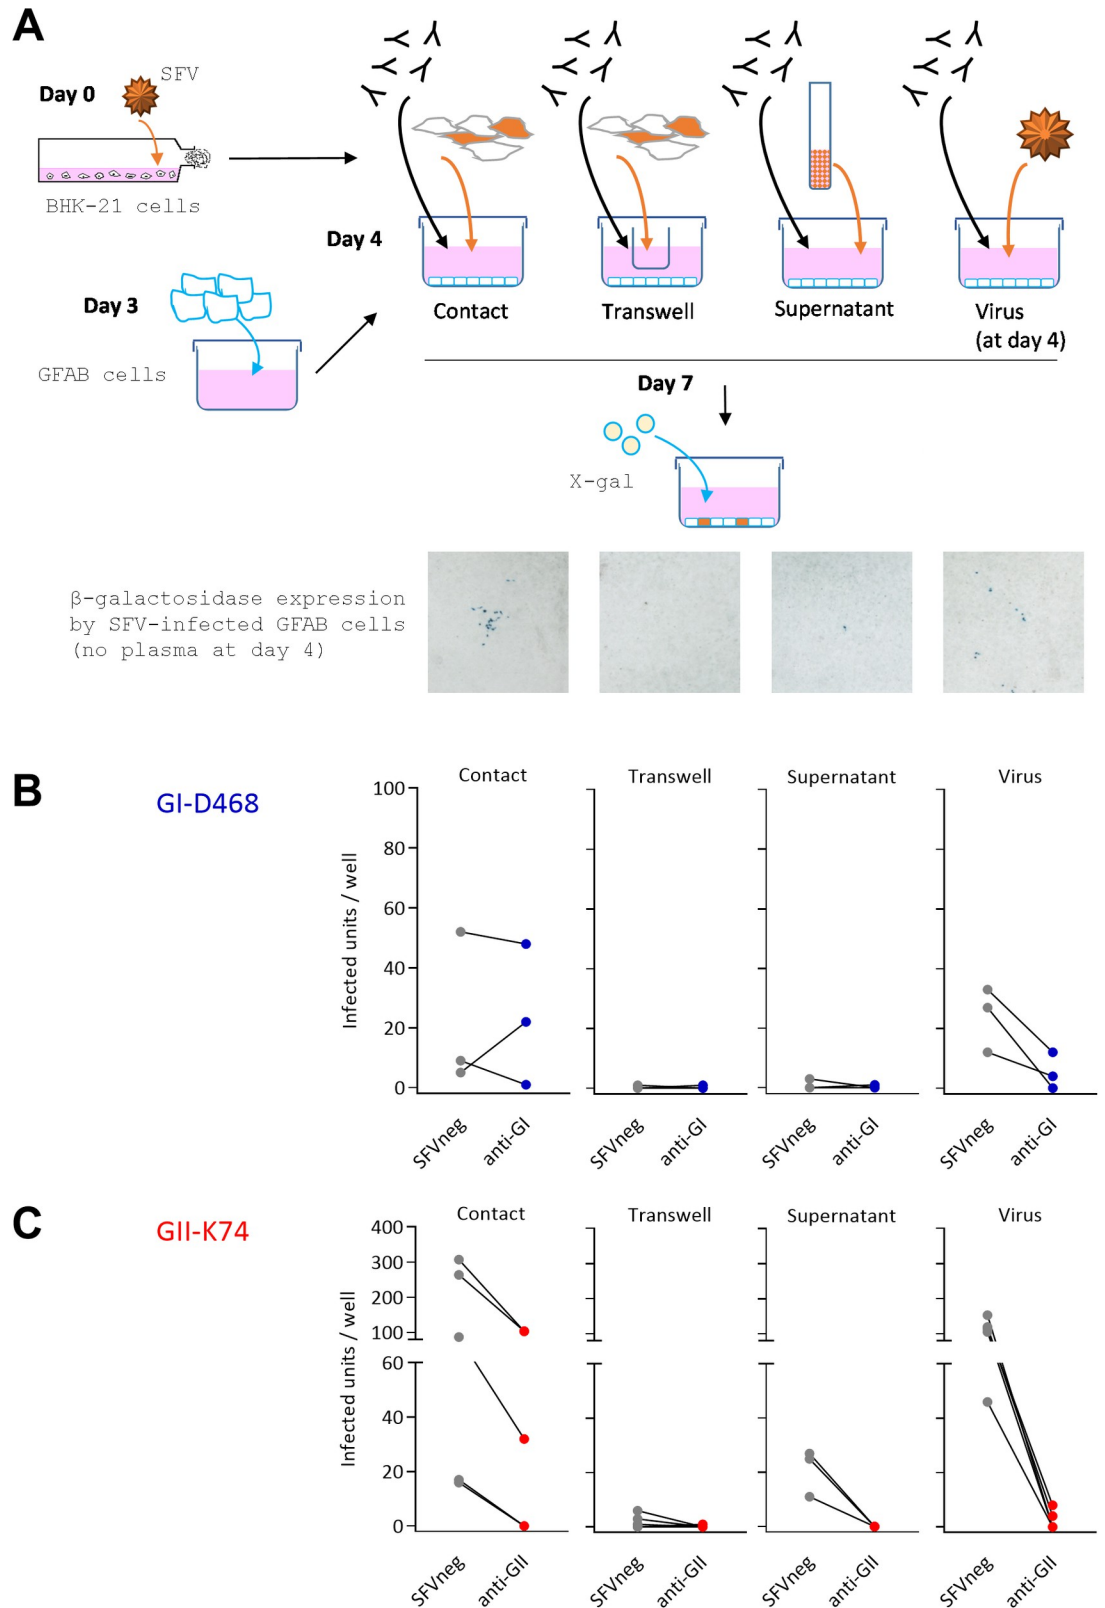 A
SFV
Day 0
BHK-21 cells
Day 4
Day 3
GFAB cells
Contact
Transwell
Supernatant
Virus
(at day 4)
Day 7
X-gal
β-galactosidase expression
by SFV-infected GFAB cells
(no plasma at day 4)
B
GI-D468
Contact
Transwell
Supernatant
Virus
Infected units / well
100
80
60
40
20
0
SFVneg
anti-GI
SFVneg
anti-GI
SFVneg
anti-GI
SFVneg
anti-GI
C
GII-K74
Contact
Transwell
Supernatant
Virus
Infected units / well
400
300
200
100
60
40
20
0
SFVneg
anti-GII
SFVneg
anti-GII
SFVneg
anti-GII
SFVneg
anti-GII